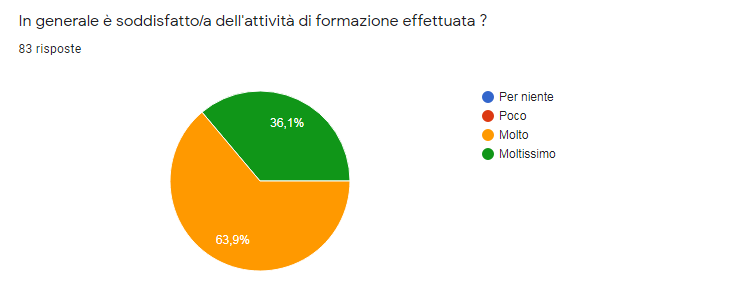 In generale è soddisfatto/a dell'attività di formazione effettuata ?
83 risposte
36,1%
63,9%
Per niente
Poco
Molto
Moltissimo